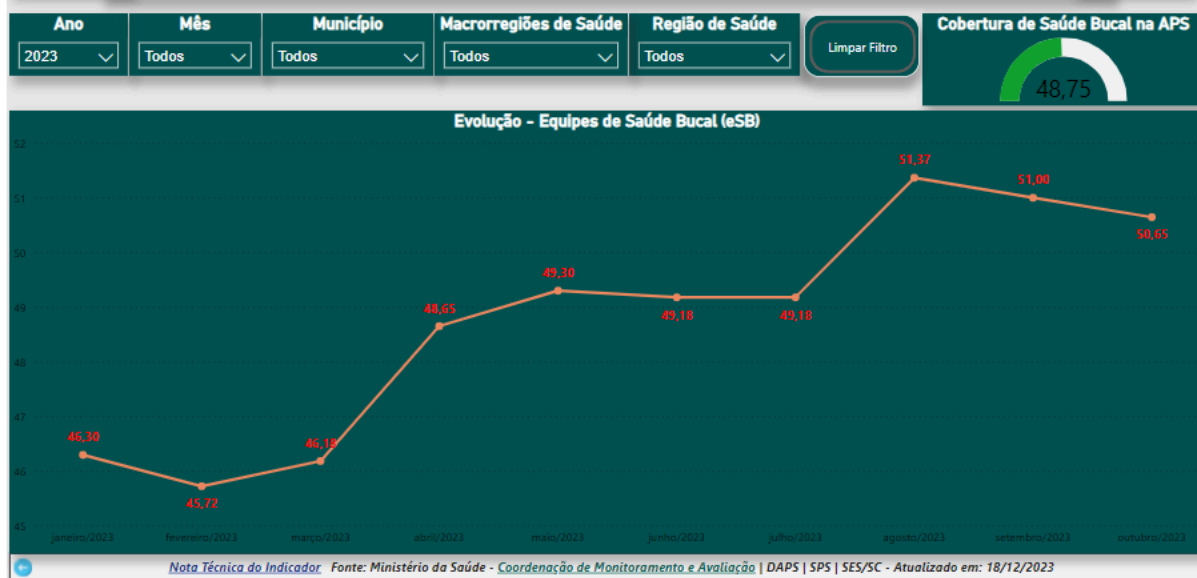 Ano Mês Município Macrorregiões de Saúde Região de Saúde
2023 Todos Todos Todos Todos
Limpar Filtro
Cobertura de Saúde Bucal na APS
48,75
Evolução - Equipes de Saúde Bucal (eSB)
52
51
50
49
48
47
46
45
46,30
45,72
46,18
48,65
49,30
49,18
49,18
51,37
51,00
50,65
janeiro/2023 fevereiro/2023 março/2023 abril/2023 maio/2023 junho/2023 julho/2023 agosto/2023 setembro/2023 outubro/2023
Nota Técnica do Indicador Fonte: Ministério da Saúde - Coordenação de Monitoramento e Avaliação | DAPS | SPS | SES/SC - Atualizado em: 18/12/2023